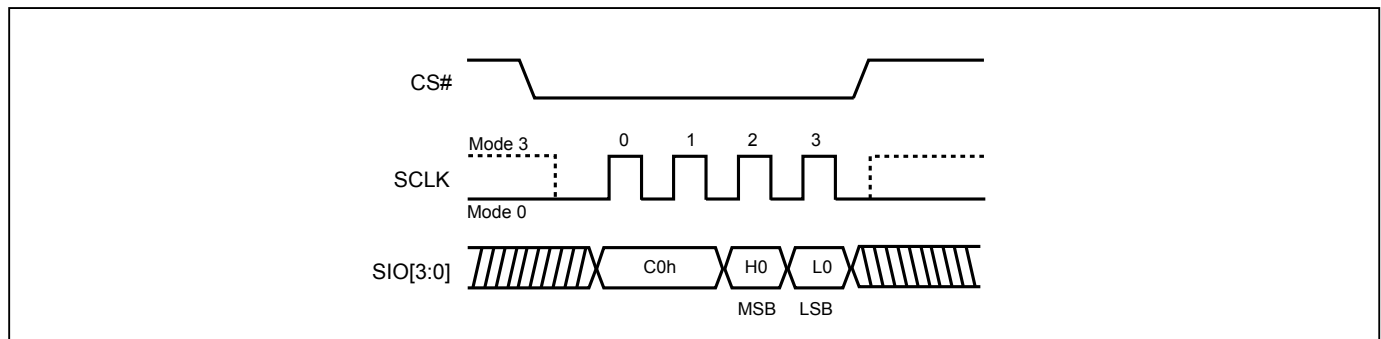 CS#
Mode 3
0 1 2 3
SCLK
Mode 0
SIO[3:0]
C0h H0 L0
MSB LSB